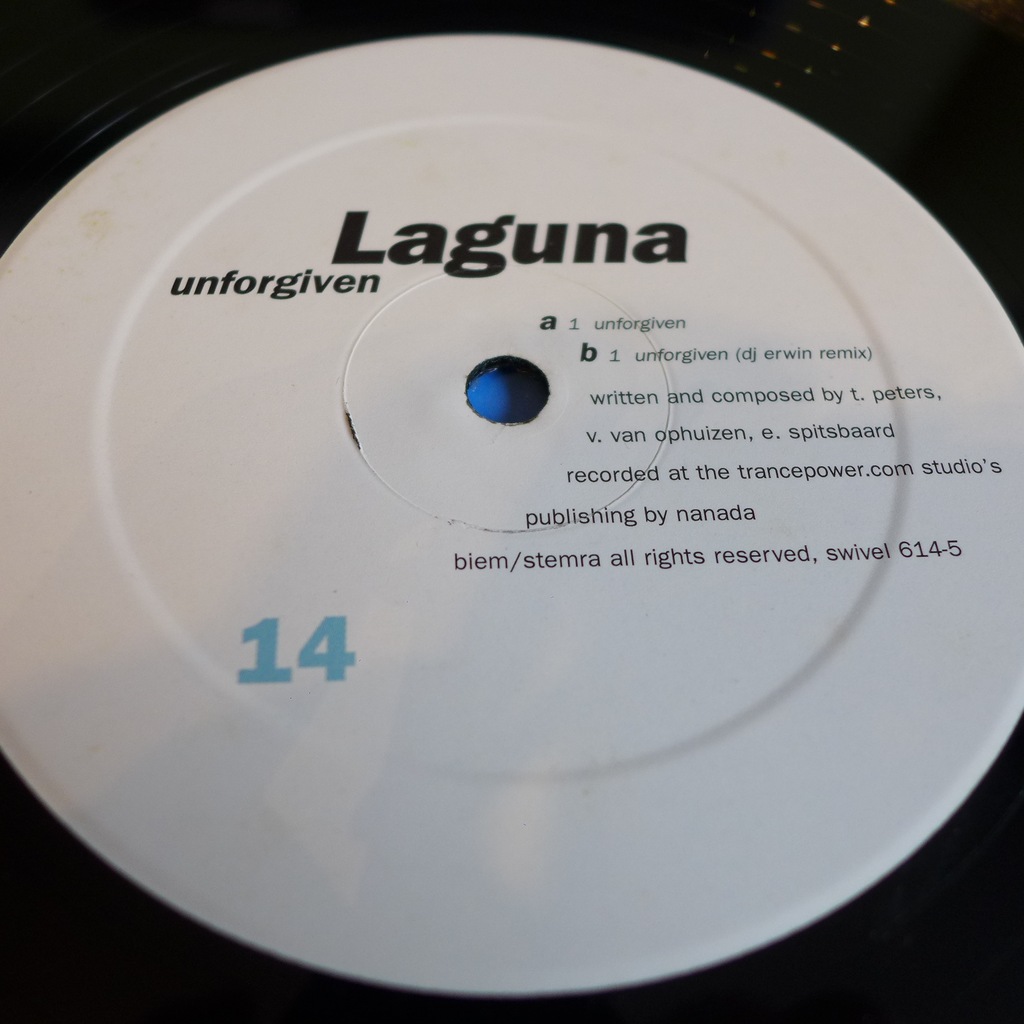 Laguna
unforgiven
a 1 unforgiven
b 1 unforgiven (dj erwin remix)
written and composed by t. peters,
v. van ophuizen, e. spitsbaard
recorded at the trancepower.com studio's
publishing by nanada
biem/stemra all rights reserved, swivel 614-5
14